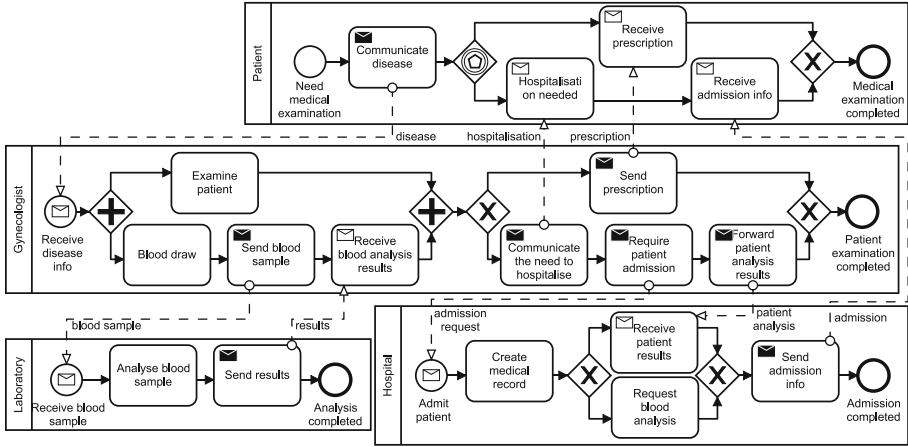 Patient
Need
medical
examination
Communicate
disease
Receive
prescription
Hospitalisati
on needed
Receive
admission info
X
Medical
examination
completed
disease
hospitalisation
prescription
Gynecologist
Receive
disease
info
Examine
patient
Blood draw
Send blood
sample
Receive
blood analysis
results
X
Send
prescription
Communicate
the need to
hospitalise
Require
patient
admission
Forward
patient
analysis
results
X
Patient
examination
completed
blood sample
results
admission
request
patient
analysis
admission
Laboratory
Receive blood
sample
Analyse blood
sample
Send results
Analysis
completed
Hospital
Admit
patient
Create
medical
record
X
Receive
patient
results
Request
blood
analysis
X
Send
admission
info
Admission
completed